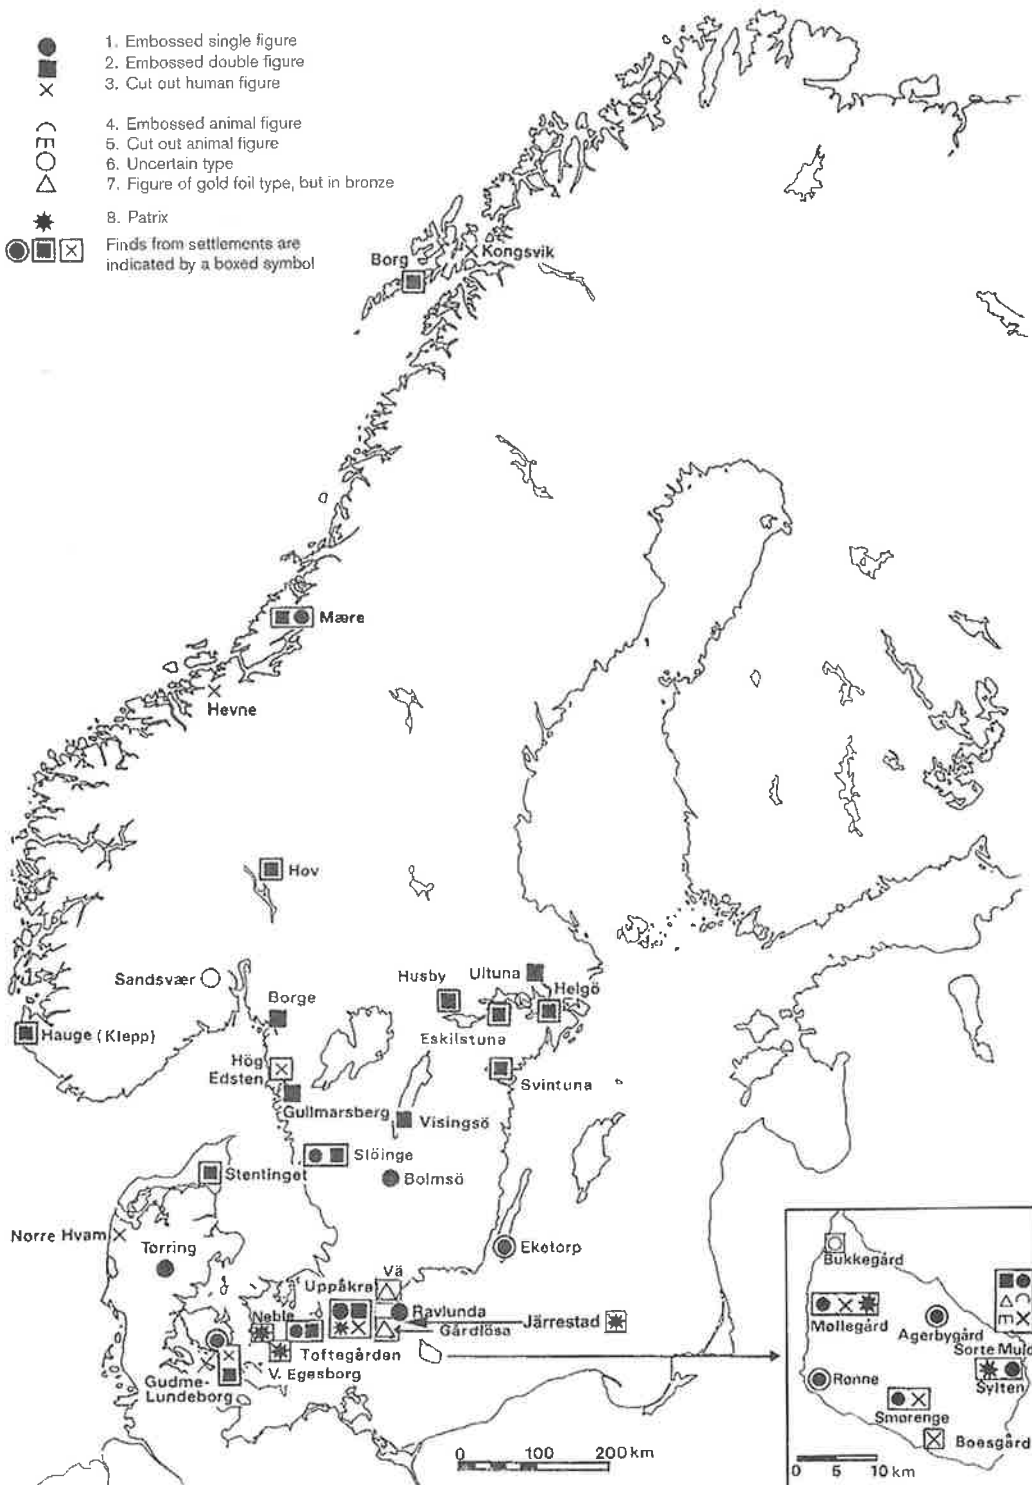 1. Embossed single figure
2. Embossed double figure
3. Cut out human figure
4. Embossed animal figure
5. Cut out animal figure
6. Uncertain type
7. Figure of gold foil type, but in bronze
8. Patrix
Finds from settlements are
indicated by a boxed symbol
Borg
Kongsvik
Mære
Hevne
Hov
Sandsvær
Borge
Husby
Ultuna
Helgö
Eskilstuna
Hauge (Klepp)
Hög
Edsten
Svintuna
Gullmarsberg
Visingsö
Slöinge
Stentinget
Bolmsö
Nørre Hvam
Tørring
Eketorp
Vä
Uppåkra
Ravlunda
Neble
Järrestad
Gårdlösa
Toftegården
V. Egesborg
Gudme-
Lundeborg
0 100 200 km
Bukkegård
Møllegård
Agerbygård
Sorte Muld
Rønne
Sylten
Smørenge
Boesgård
0 5 10 km